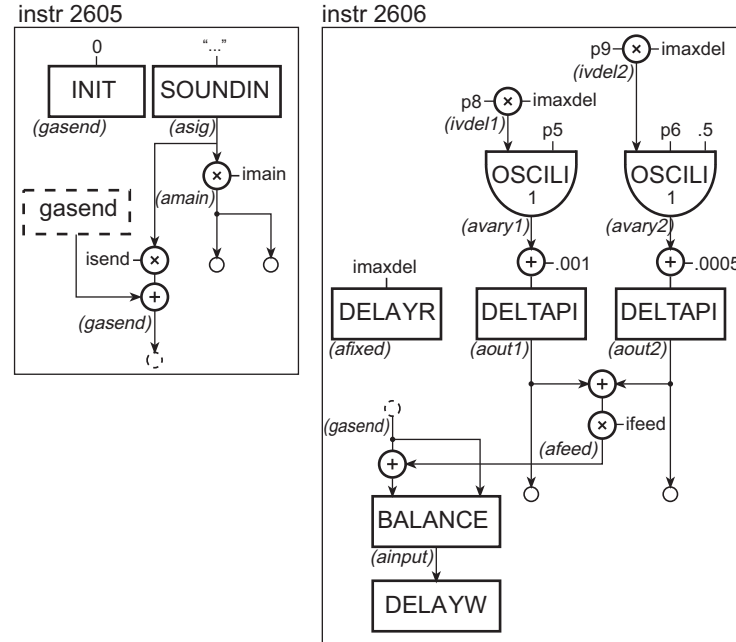 instr 2605
0
“...”
INIT
SOUNDIN
(gasend)
(asig)
×
imain
(amain)
gasend
isend
×
+
(gasend)
instr 2606
p9
×
imaxdel
(ivdel2)
p8
×
imaxdel
(ivdel1)
p5
p6
.5
OSCILI
1
OSCILI
1
(avary1)
(avary2)
+
.001
+
.0005
imaxdel
DELAYR
DELTAPI
DELTAPI
(afixed)
(aout1)
(aout2)
+
×
ifeed
(afeed)
(gasend)
+
BALANCE
(ainput)
DELAYW